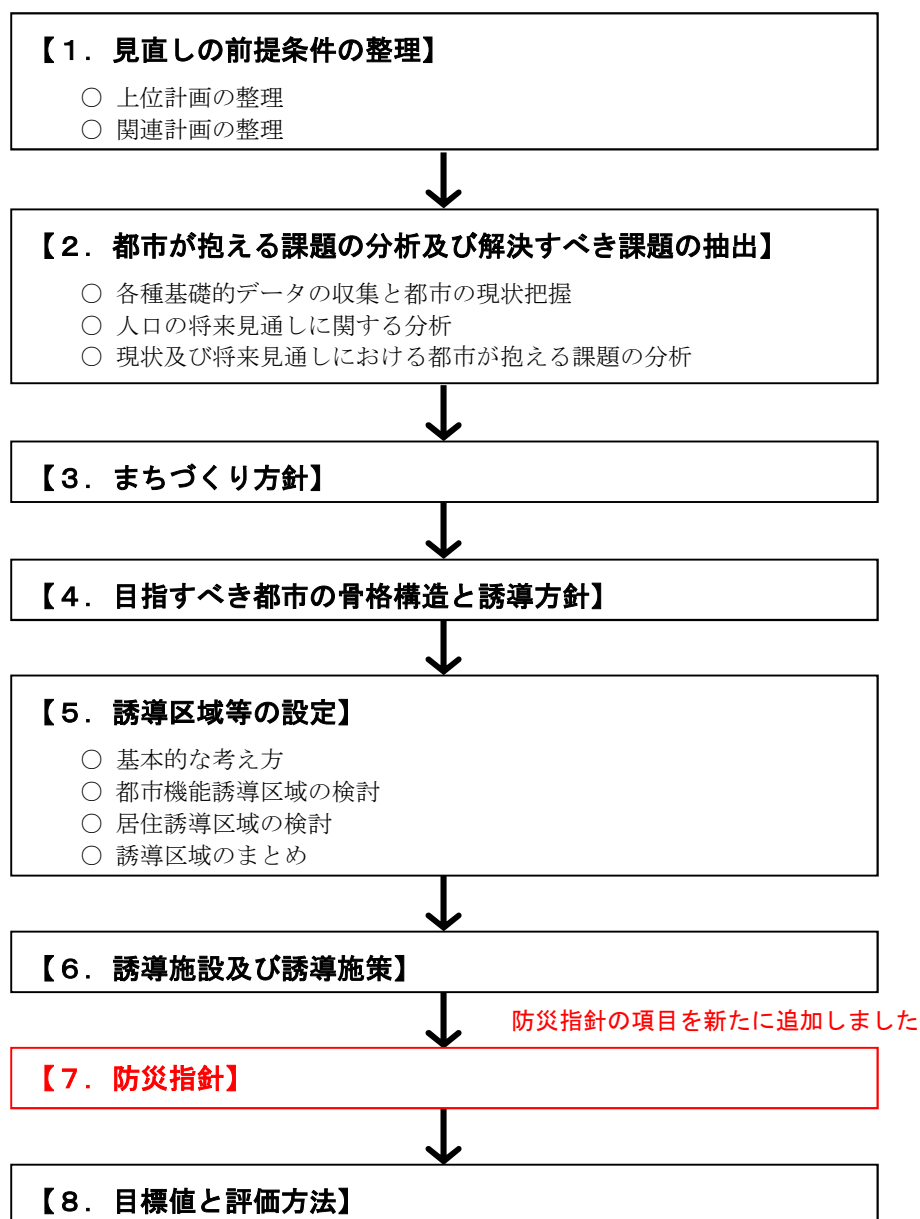 【１．見直しの前提条件の整理】
○ 上位計画の整理
○ 関連計画の整理
【２．都市が抱える課題の分析及び解決すべき課題の抽出】
○ 各種基礎的データの収集と都市の現状把握
○ 人口の将来見通しに関する分析
○ 現状及び将来見通しにおける都市が抱える課題の分析
【３．まちづくり方針】
【４．目指すべき都市の骨格構造と誘導方針】
【５．誘導区域等の設定】
○ 基本的な考え方
○ 都市機能誘導区域の検討
○ 居住誘導区域の検討
○ 誘導区域のまとめ
【６．誘導施設及び誘導施策】
防災指針の項目を新たに追加しました
【７．防災指針】
【８．目標値と評価方法】